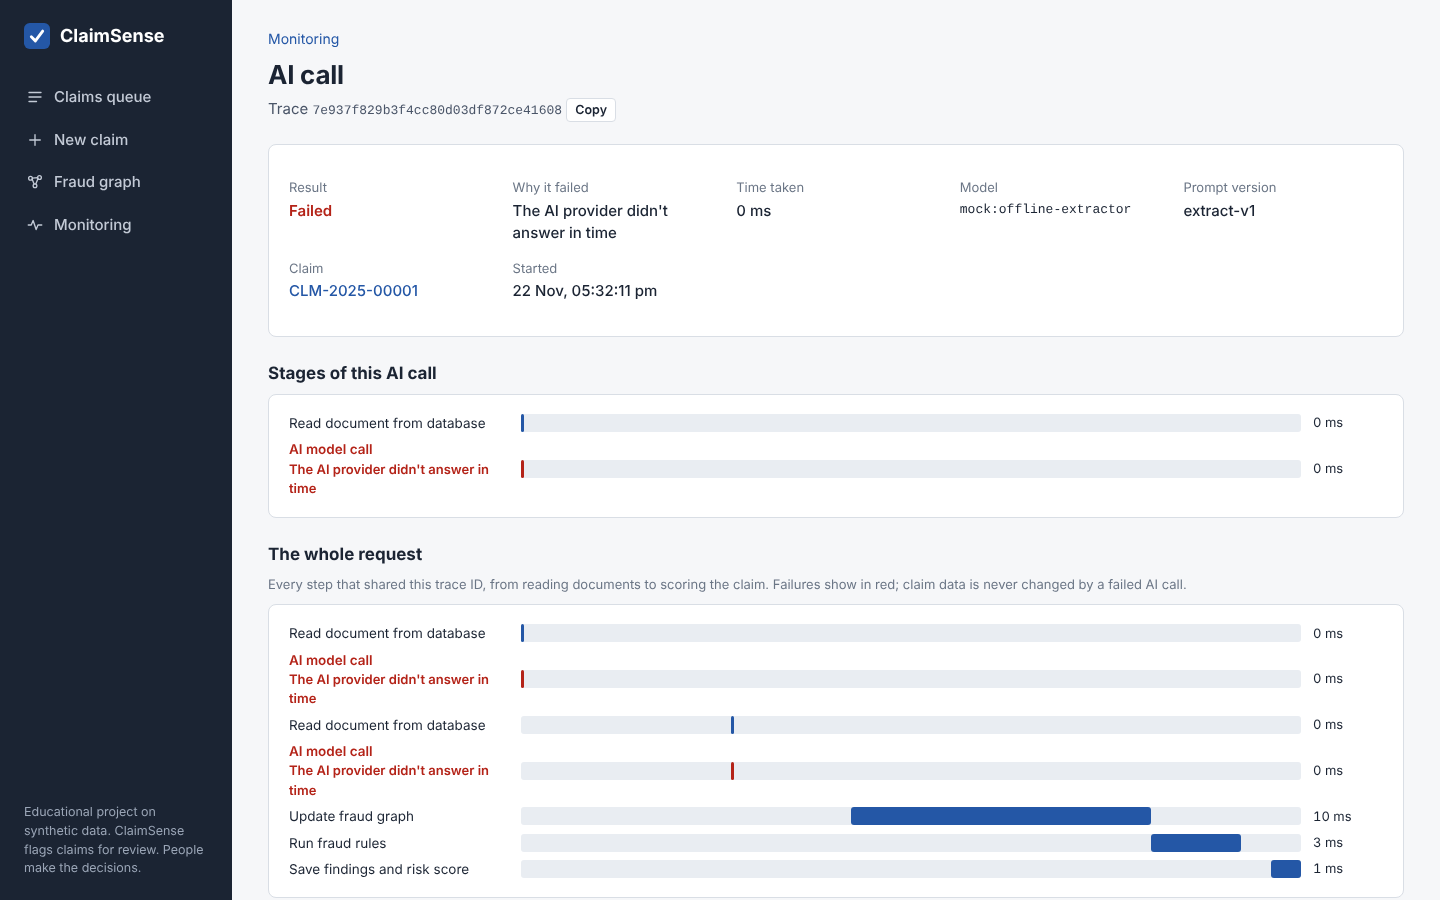 ClaimSense
Claims queue
New claim
Fraud graph
Monitoring
Educational project on
synthetic data. ClaimSense
flags claims for review. People
make the decisions.
Monitoring
AI call
Trace 7e937f829b3f4cc80d03df872ce41608 Copy
Result
Failed
Why it failed
The AI provider didn't
answer in time
Time taken
0 ms
Model
mock:offline-extractor
Prompt version
extract-v1
Claim
CLM-2025-00001
Started
22 Nov, 05:32:11 pm
Stages of this AI call
Read document from database 0 ms
AI model call
The AI provider didn't answer in 0 ms
time
The whole request
Every step that shared this trace ID, from reading documents to scoring the claim. Failures show in red; claim data is never changed by a failed AI call.
Read document from database 0 ms
AI model call
The AI provider didn't answer in 0 ms
time
Read document from database 0 ms
AI model call
The AI provider didn't answer in 0 ms
time
Update fraud graph 10 ms
Run fraud rules 3 ms
Save findings and risk score 1 ms